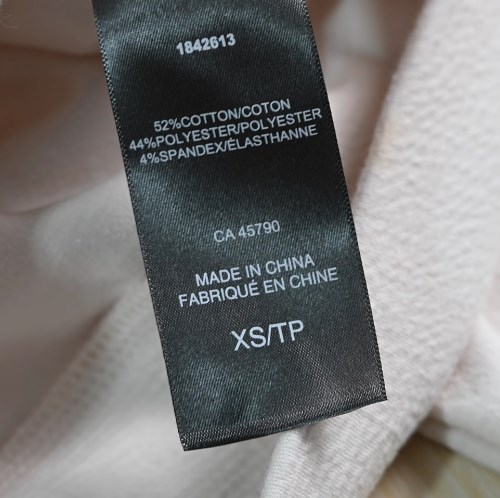 1842613
52%COTTON/COTON
44%POLYESTER/POLYESTER
4%SPANDEX/ÉLASTHANNE
CA 45790
MADE IN CHINA
FABRIQUÉ EN CHINE
XS/TP